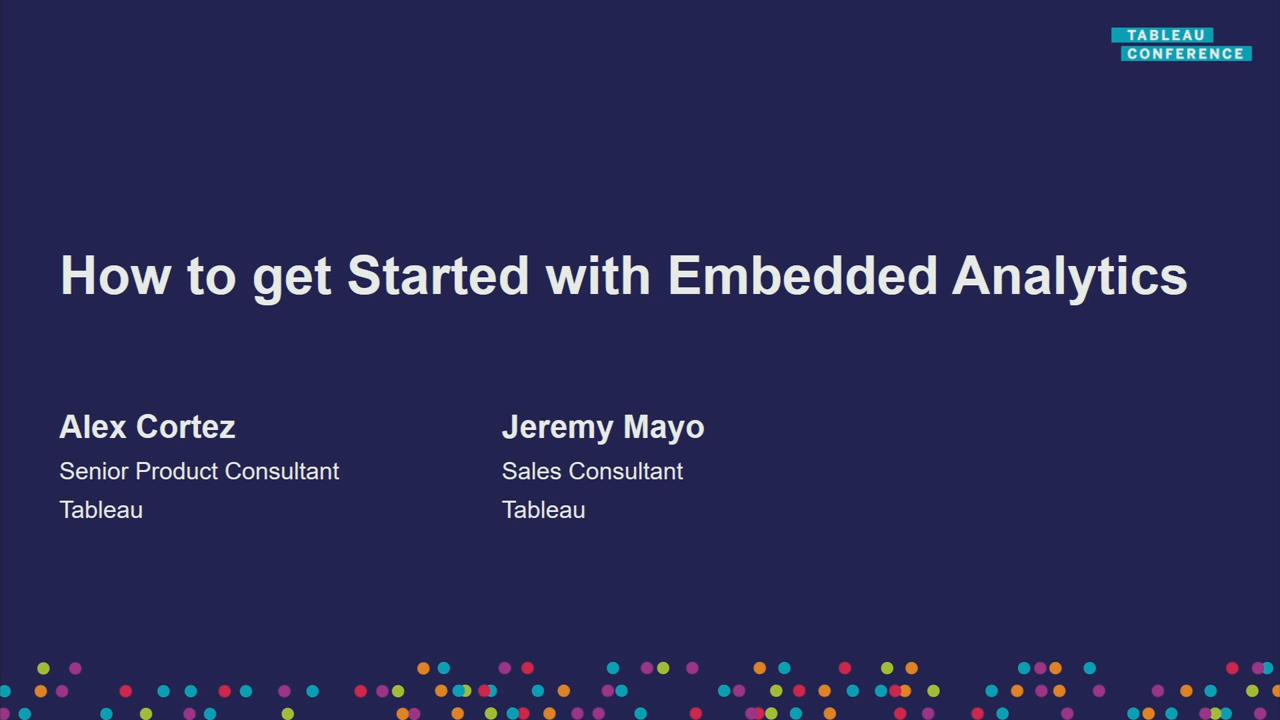 TABLEAU
CONFERENCE
How to get Started with Embedded Analytics
Alex Cortez
Senior Product Consultant
Tableau
Jeremy Mayo
Sales Consultant
Tableau